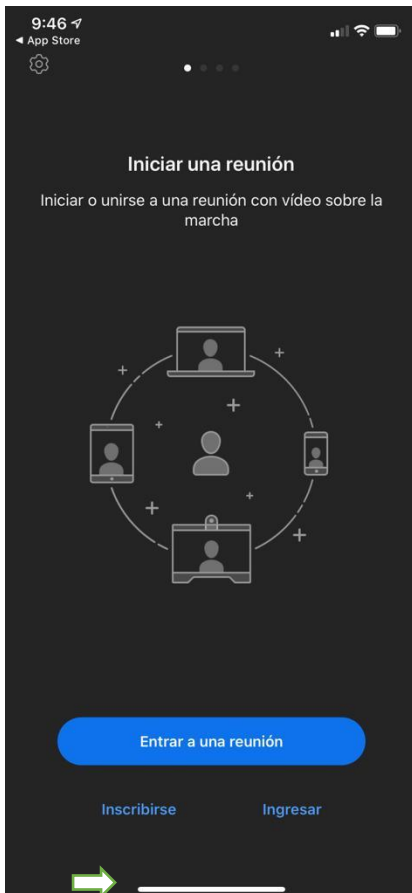 9:46
◀ App Store
Iniciar una reunión
Iniciar o unirse a una reunión con vídeo sobre la
marcha
Entrar a una reunión
Inscribirse
Ingresar